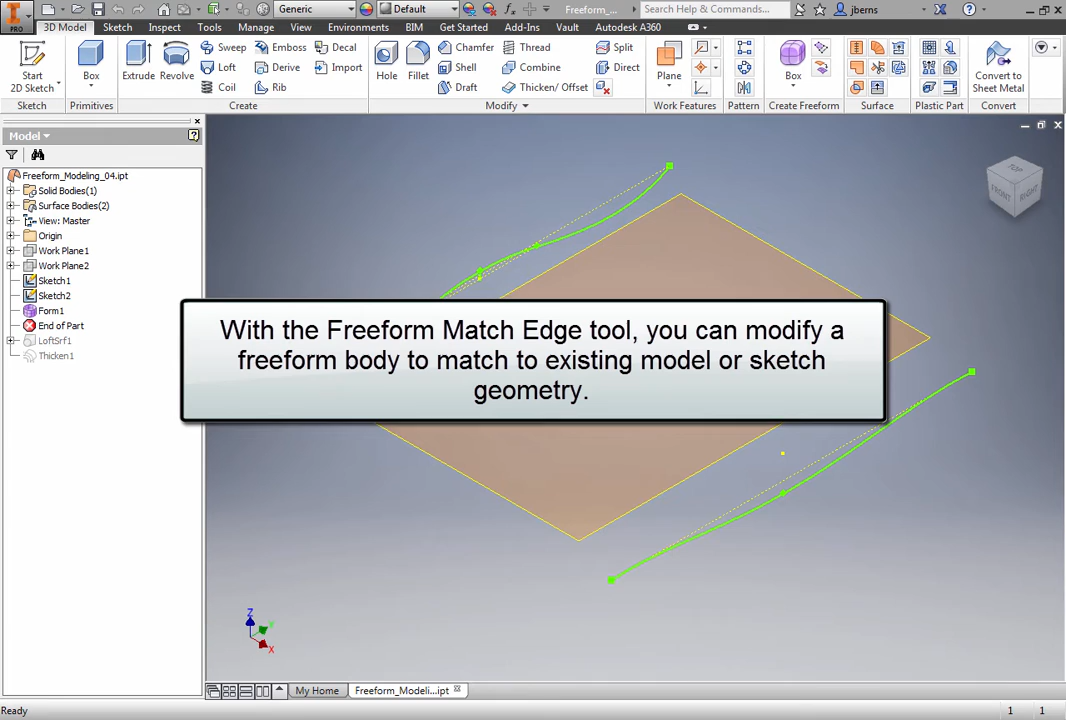 PRO
Generic
Default
Freeform_...
Search Help & Commands...
jberns
3D Model Sketch Inspect Tools Manage View Environments BIM Get Started Add-Ins Vault Autodesk A360
Start
2D Sketch
Sketch
Box
Primitives
Extrude
Revolve
Sweep
Loft
Coil
Emboss
Derive
Rib
Decal
Import
Create
Hole
Fillet
Chamfer
Shell
Draft
Thread
Combine
Thicken/ Offset
Split
Direct
Modify
Plane
Work Features
Pattern
Box
Create Freeform
Surface
Plastic Part
Convert to
Sheet Metal
Convert
Model
Freeform_Modeling_04.ipt
Solid Bodies(1)
Surface Bodies(2)
View: Master
Origin
Work Plane1
Work Plane2
Sketch1
Sketch2
Form1
End of Part
LoftSrf1
Thicken1
TOP
FRONT
RIGHT
With the Freeform Match Edge tool, you can modify a
freeform body to match to existing model or sketch
geometry.
Z
Y
X
My Home
Freeform_Modeli...ipt
Ready
1 1